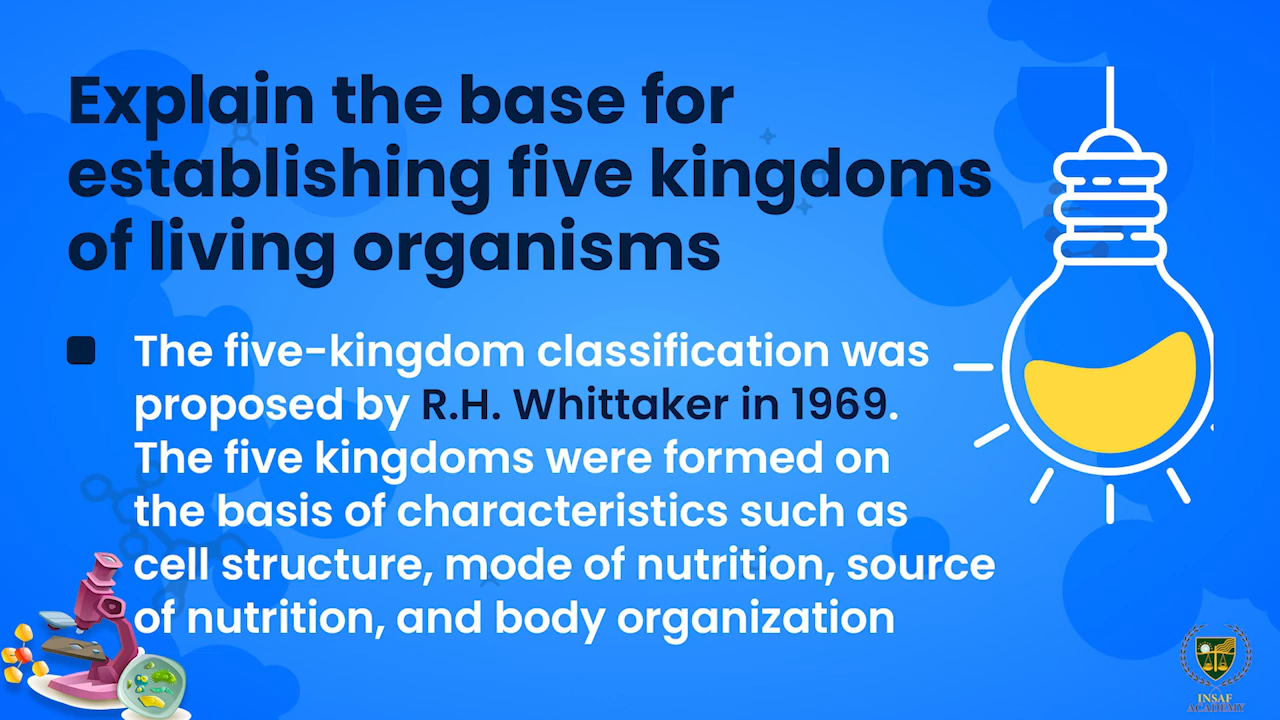 Explain the base for
establishing five kingdoms
of living organisms
The five-kingdom classification was
proposed by R.H. Whittaker in 1969.
The five kingdoms were formed on
the basis of characteristics such as
cell structure, mode of nutrition, source
of nutrition, and body organization
INSAF
ACADEMY